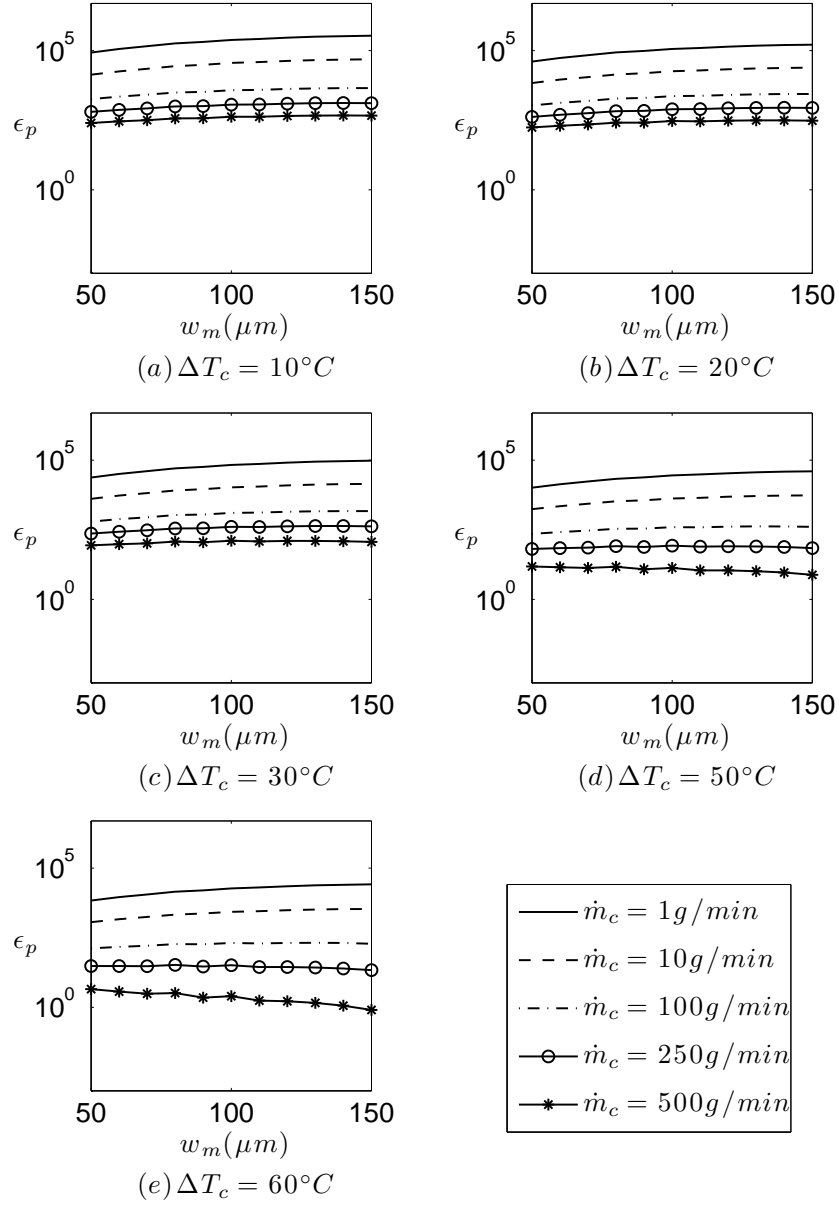 10^5 10^5
ϵ_p ϵ_p
10^0 10^0
50 100 150 50 100 150
w_m(μm) w_m(μm)
(a) ΔT_c = 10°C (b) ΔT_c = 20°C
10^5 10^5
ϵ_p ϵ_p
10^0 10^0
50 100 150 50 100 150
w_m(μm) w_m(μm)
(c) ΔT_c = 30°C (d) ΔT_c = 50°C
10^5
ϵ_p
10^0
50 100 150
w_m(μm)
(e) ΔT_c = 60°C
ṁ_c = 1g/min
ṁ_c = 10g/min
ṁ_c = 100g/min
ṁ_c = 250g/min
ṁ_c = 500g/min